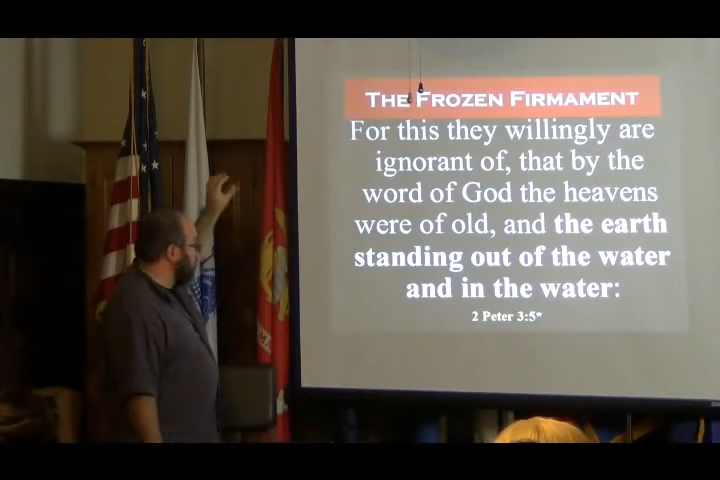 THE FROZEN FIRMAMENT
For this they willingly are
ignorant of, that by the
word of God the heavens
were of old, and the earth
standing out of the water
and in the water:
2 Peter 3:5*